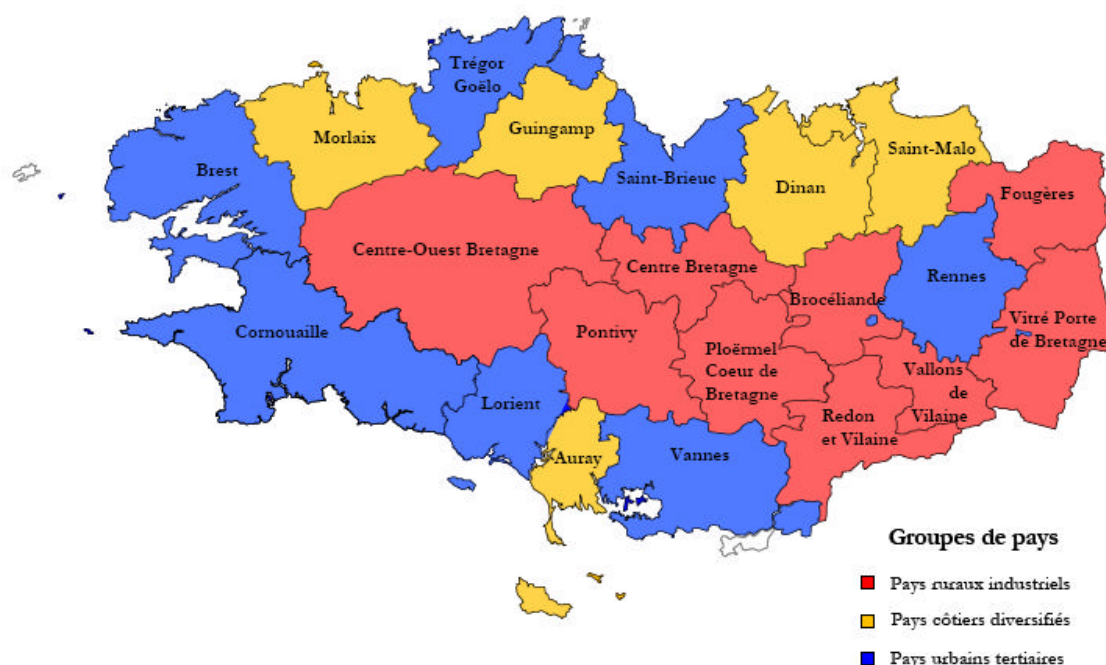 Trégor
Goëlo
Morlaix
Guingamp
Brest
Saint-Brieuc
Dinan
Saint-Malo
Fougères
Centre-Ouest Bretagne
Centre Bretagne
Brocéliande
Rennes
Cornouaille
Pontivy
Ploërmel
Coeur de
Bretagne
Vitré Porte
de Bretagne
Vallons
de
Vilaine
Lorient
Redon
et Vilaine
Auray
Vannes
Groupes de pays
Pays ruraux industriels
Pays côtiers diversifiés
Pays urbains tertiaires